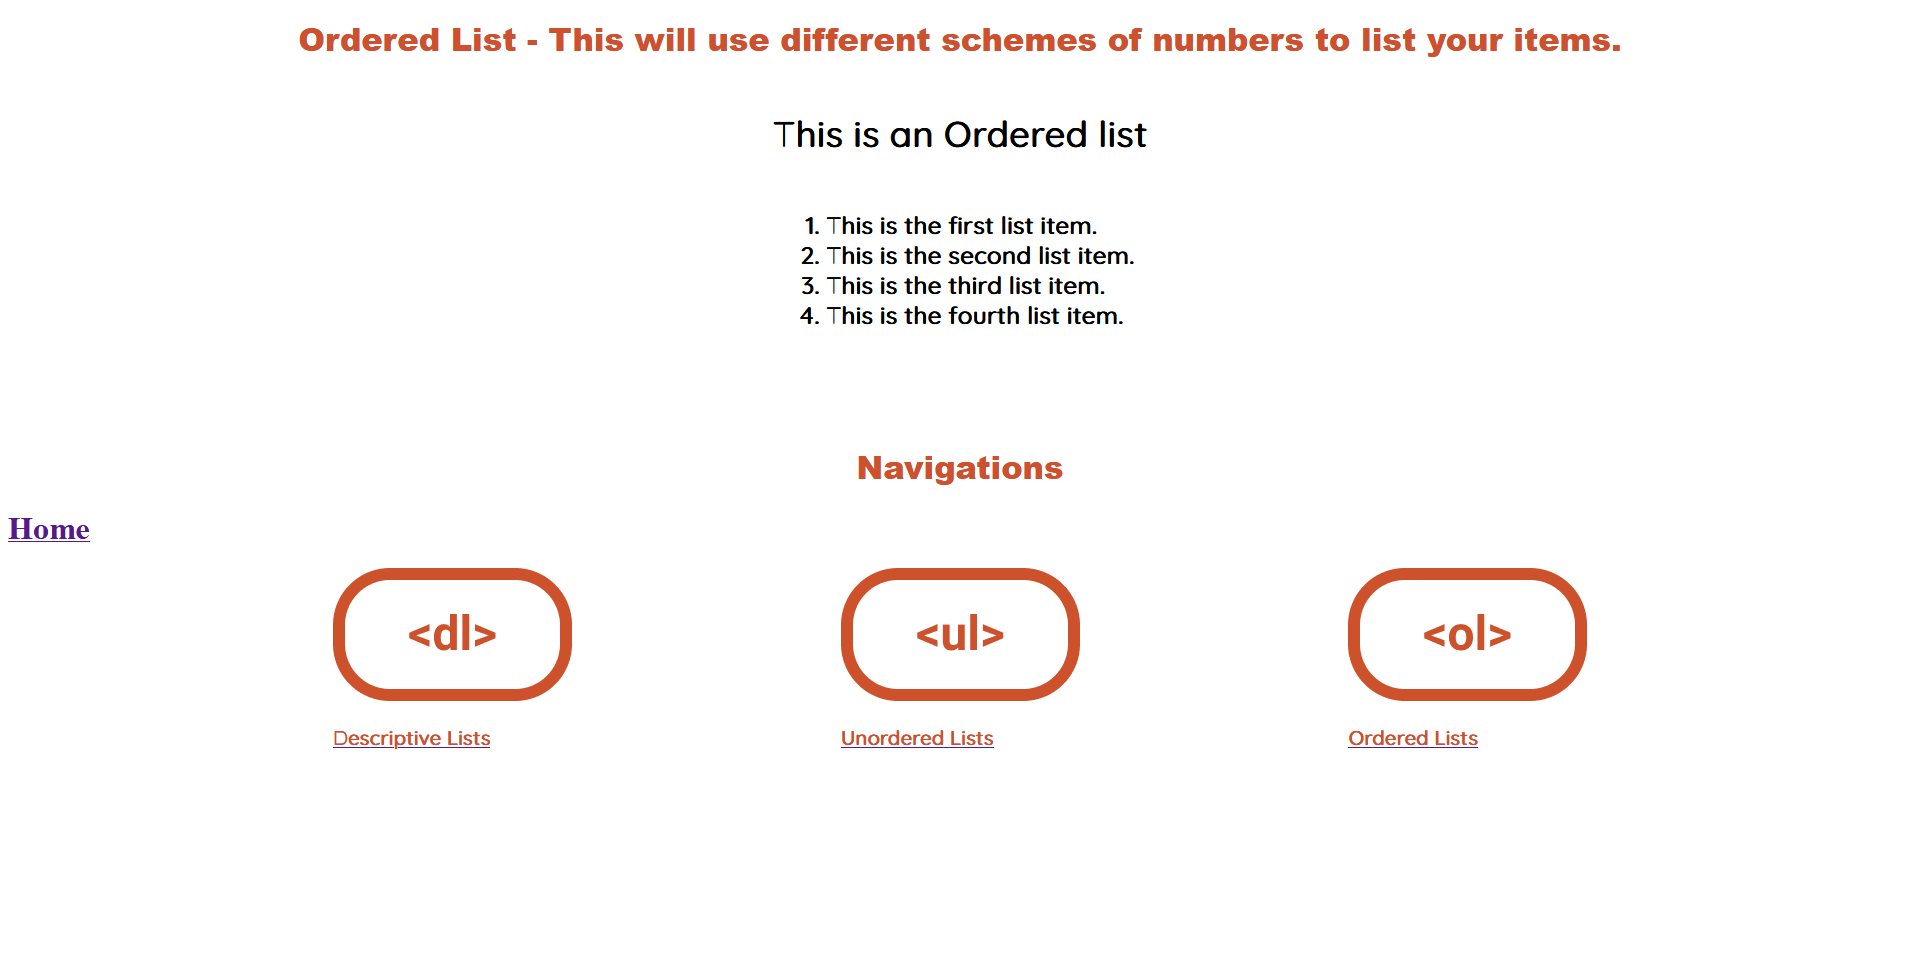 Ordered List - This will use different schemes of numbers to list your items.
This is an Ordered list
1. This is the first list item.
2. This is the second list item.
3. This is the third list item.
4. This is the fourth list item.
Navigations
Home
<dl>
<ul>
<ol>
Descriptive Lists
Unordered Lists
Ordered Lists